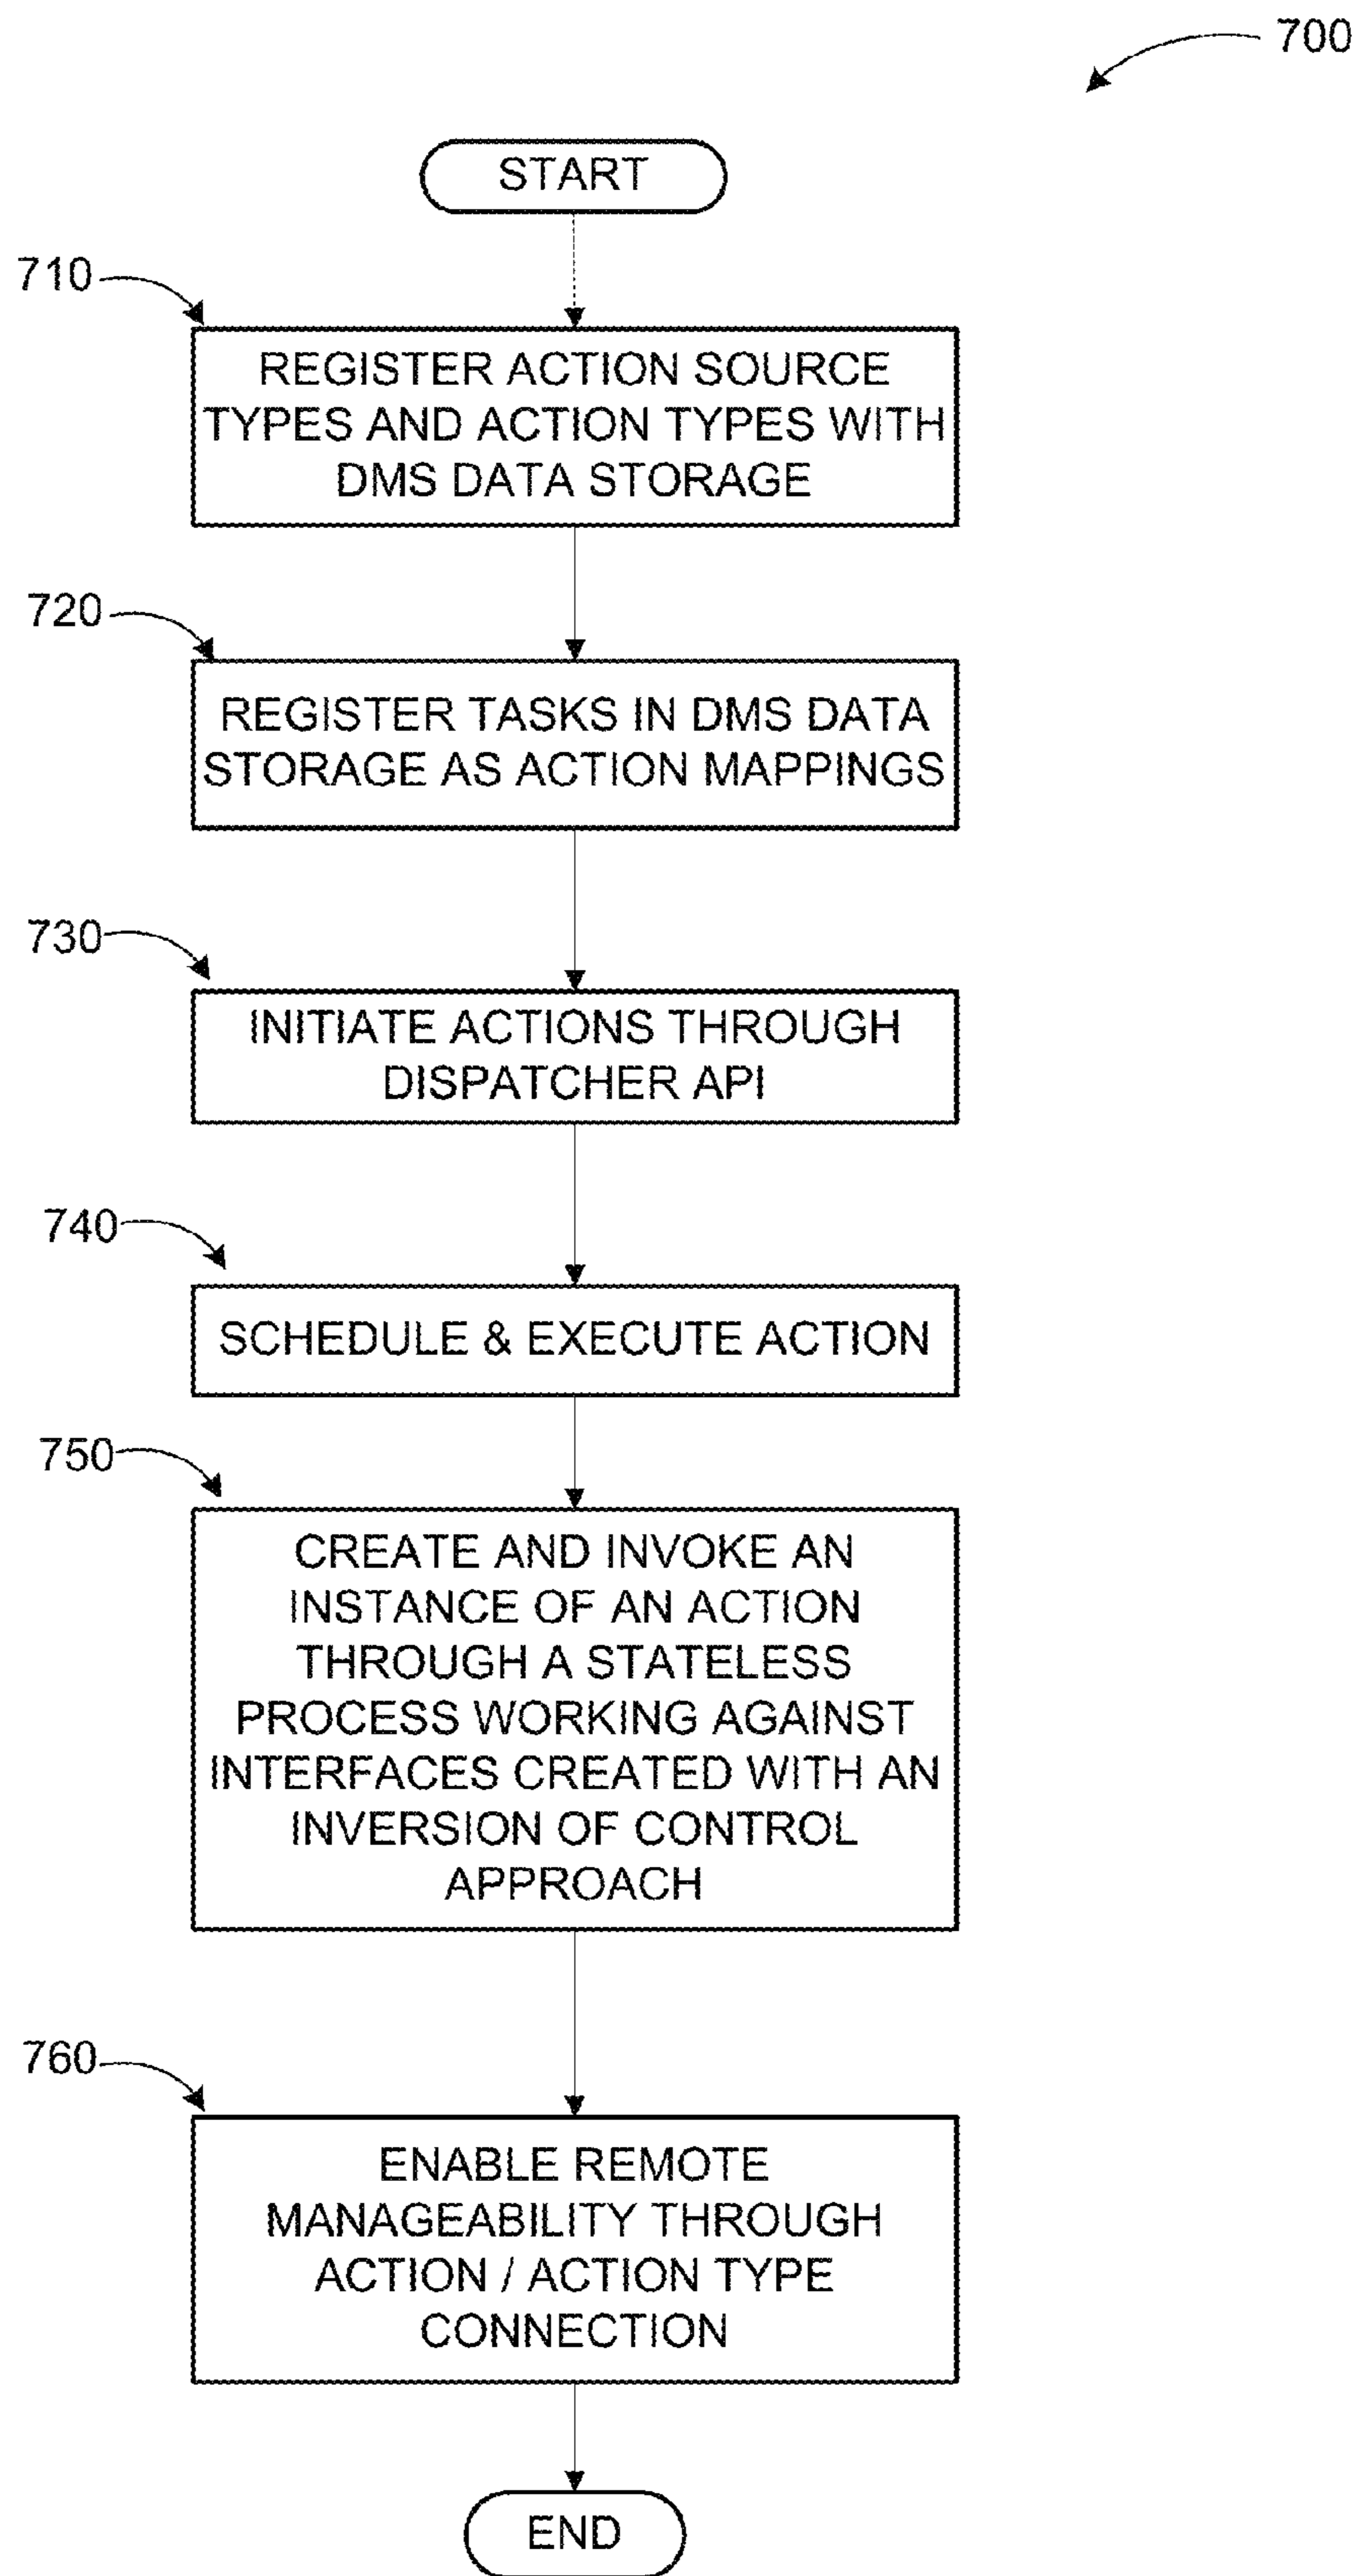 700
START
710
REGISTER ACTION SOURCE
TYPES AND ACTION TYPES WITH
DMS DATA STORAGE
720
REGISTER TASKS IN DMS DATA
STORAGE AS ACTION MAPPINGS
730
INITIATE ACTIONS THROUGH
DISPATCHER API
740
SCHEDULE & EXECUTE ACTION
750
CREATE AND INVOKE AN
INSTANCE OF AN ACTION
THROUGH A STATELESS
PROCESS WORKING AGAINST
INTERFACES CREATED WITH AN
INVERSION OF CONTROL
APPROACH
760
ENABLE REMOTE
MANAGEABILITY THROUGH
ACTION / ACTION TYPE
CONNECTION
END